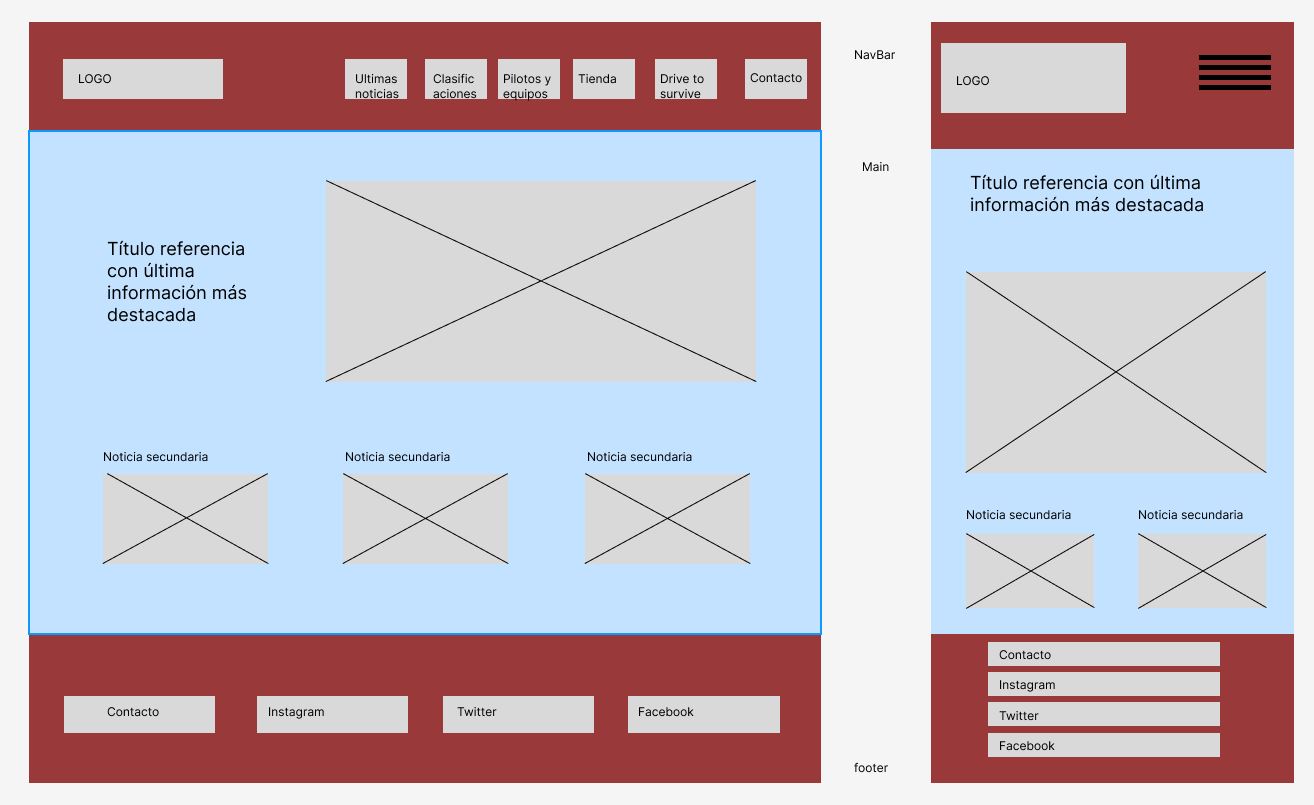 LOGO
Ultimas
noticias
Clasific
aciones
Pilotos y
equipos
Tienda
Drive to
survive
Contacto
Título referencia
con última
información más
destacada
Noticia secundaria
Noticia secundaria
Noticia secundaria
Contacto
Instagram
Twitter
Facebook
NavBar
Main
footer
LOGO
Título referencia con última
información más destacada
Noticia secundaria
Noticia secundaria
Contacto
Instagram
Twitter
Facebook